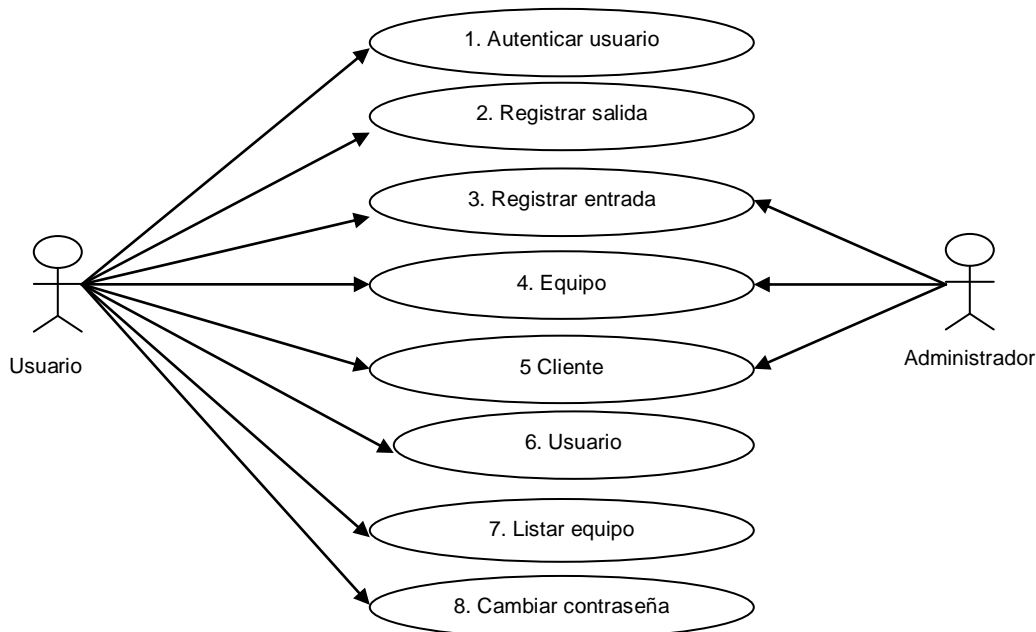 1. Autenticar usuario
2. Registrar salida
3. Registrar entrada
4. Equipo
Usuario
Administrador
5 Cliente
6. Usuario
7. Listar equipo
8. Cambiar contraseña